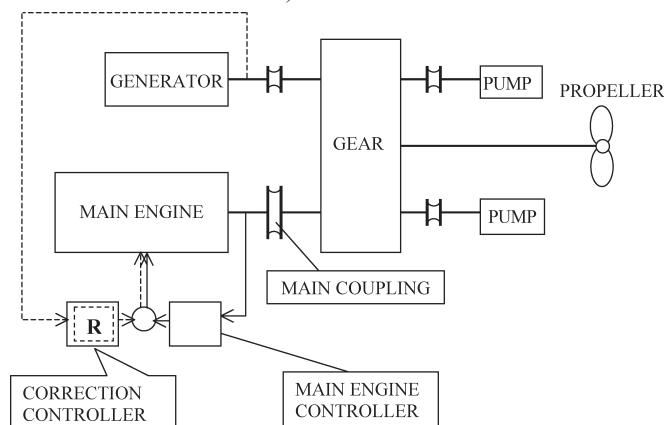 GENERATOR
PUMP
PROPELLER
GEAR
MAIN ENGINE
PUMP
MAIN COUPLING
R
CORRECTION
CONTROLLER
MAIN ENGINE
CONTROLLER